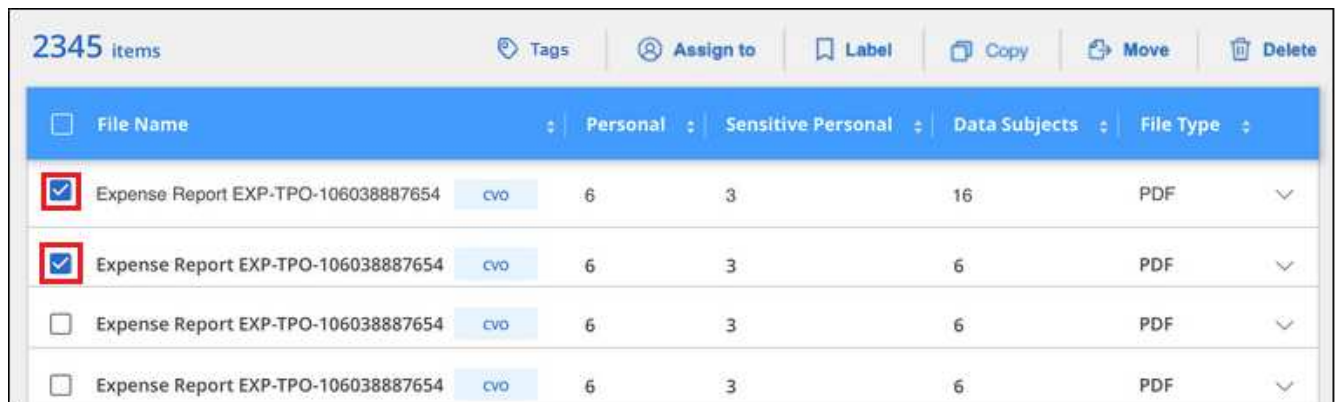 2345 items Tags Assign to Label Copy Move Delete
File Name Personal Sensitive Personal Data Subjects File Type
Expense Report EXP-TPO-106038887654 CVO 6 3 16 PDF
Expense Report EXP-TPO-106038887654 CVO 6 3 6 PDF
Expense Report EXP-TPO-106038887654 CVO 6 3 6 PDF
Expense Report EXP-TPO-106038887654 CVO 6 3 6 PDF